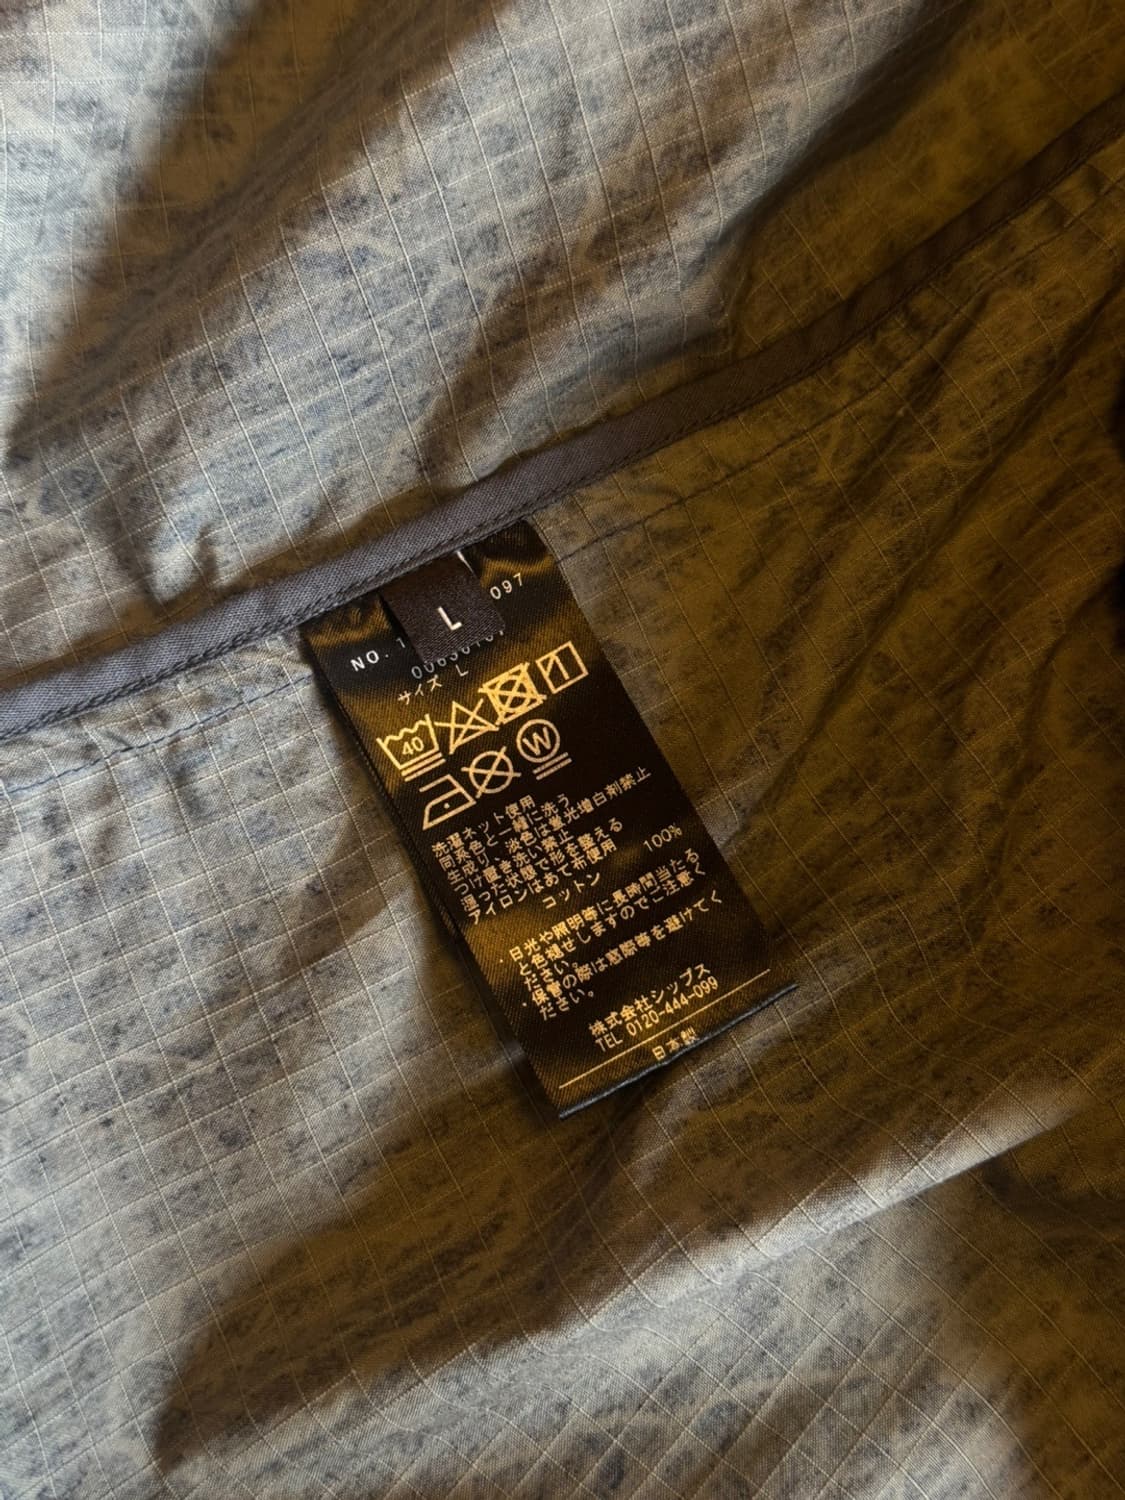 L
097
NO. 1
サイズ L
40
W
洗濯ネット使用
同系色と一緒に洗う
生成り、淡色は蛍光増白剤禁止
つけ置き洗い禁止
湿った状態で形を整える
アイロンはあて布使用
コットン 100%
・日光や照明等に長時間当たる
と色褪せしますのでご注意く
ださい。
・保管の際は窓際等を避けてく
ださい。
株式会社シップス
TEL 0120-444-099
日本製